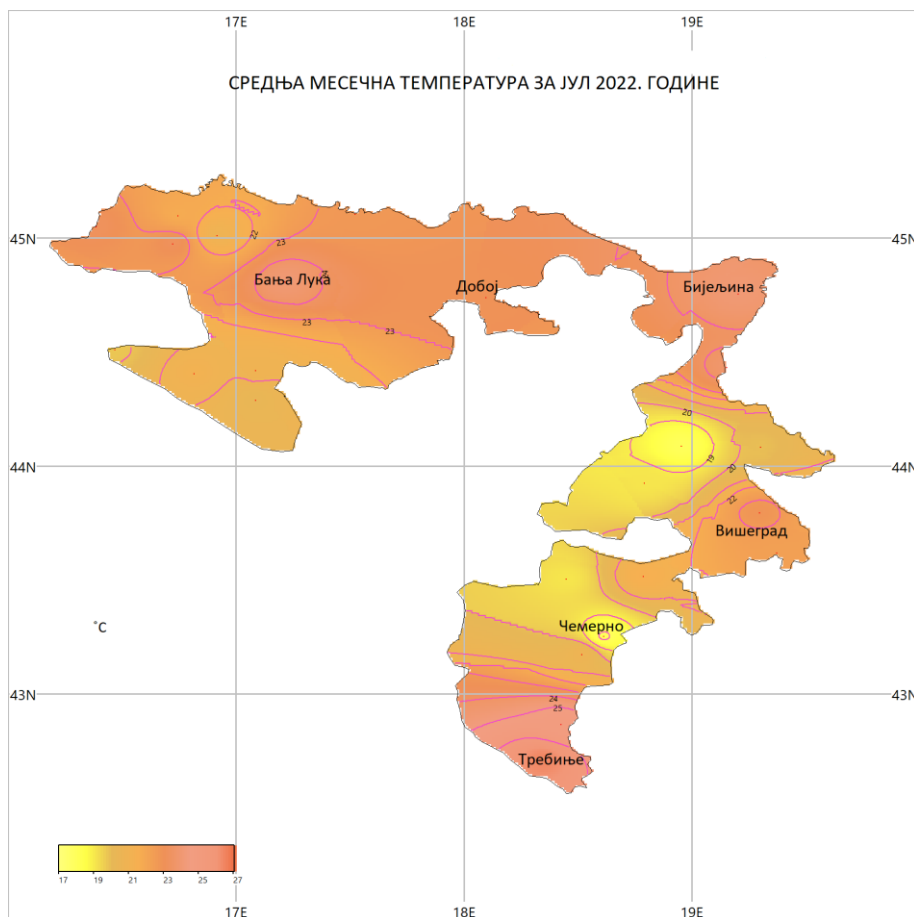 17E 18E 19E
СРЕДЊА МЕСЕЧНА ТЕМПЕРАТУРА ЗА ЈУЛ 2022. ГОДИНЕ
45N 22 23 45N
Бања Лука Добој Бијељина
23 23
20
44N 19 20 44N
22
Вишеград
˚C Чемерно
43N 24 43N
25
Требиње
17 19 21 23 25 27
17E 18E 19E